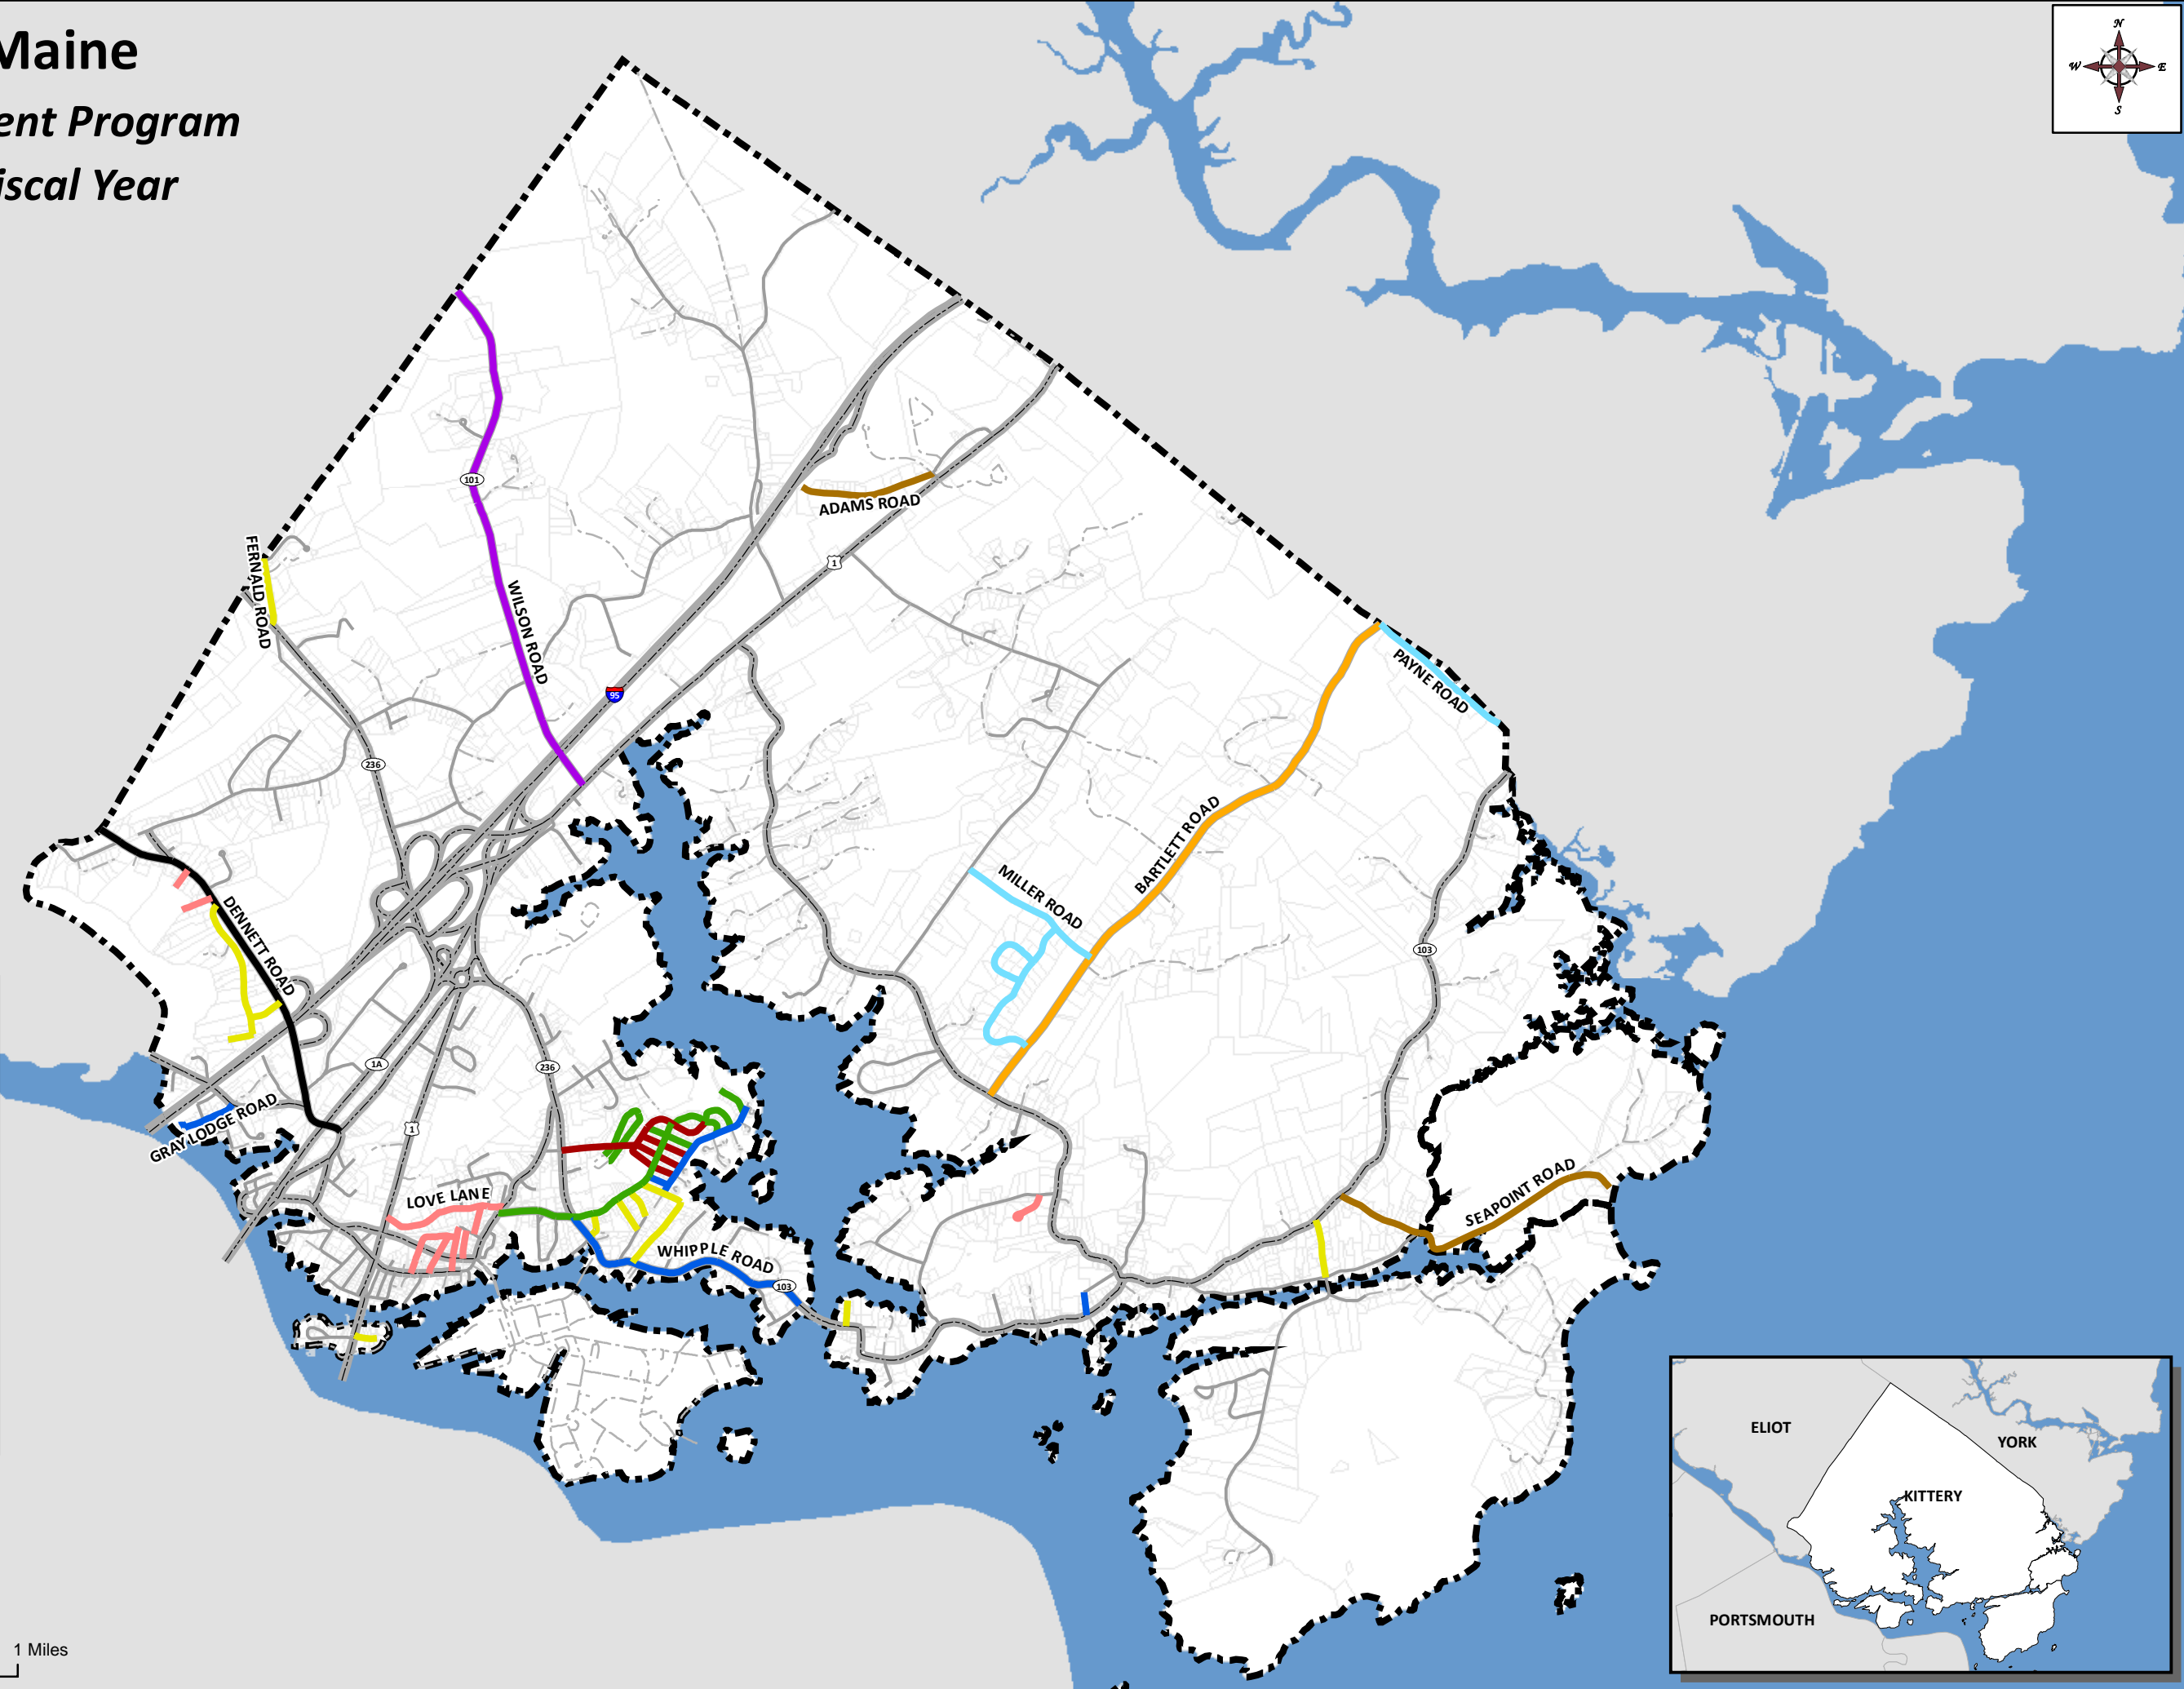 Maine
ent Program
iscal Year
N
W
E
S
101
ADAMS ROAD
1
FERNALD ROAD
WILSON ROAD
95
PAYNE ROAD
236
BARTLETT ROAD
MILLER ROAD
DENNETT ROAD
103
1A
236
GRAY LODGE ROAD
1
LOVE LANE
SEAPOINT ROAD
WHIPPLE ROAD
103
ELIOT
YORK
KITTERY
PORTSMOUTH
1 Miles